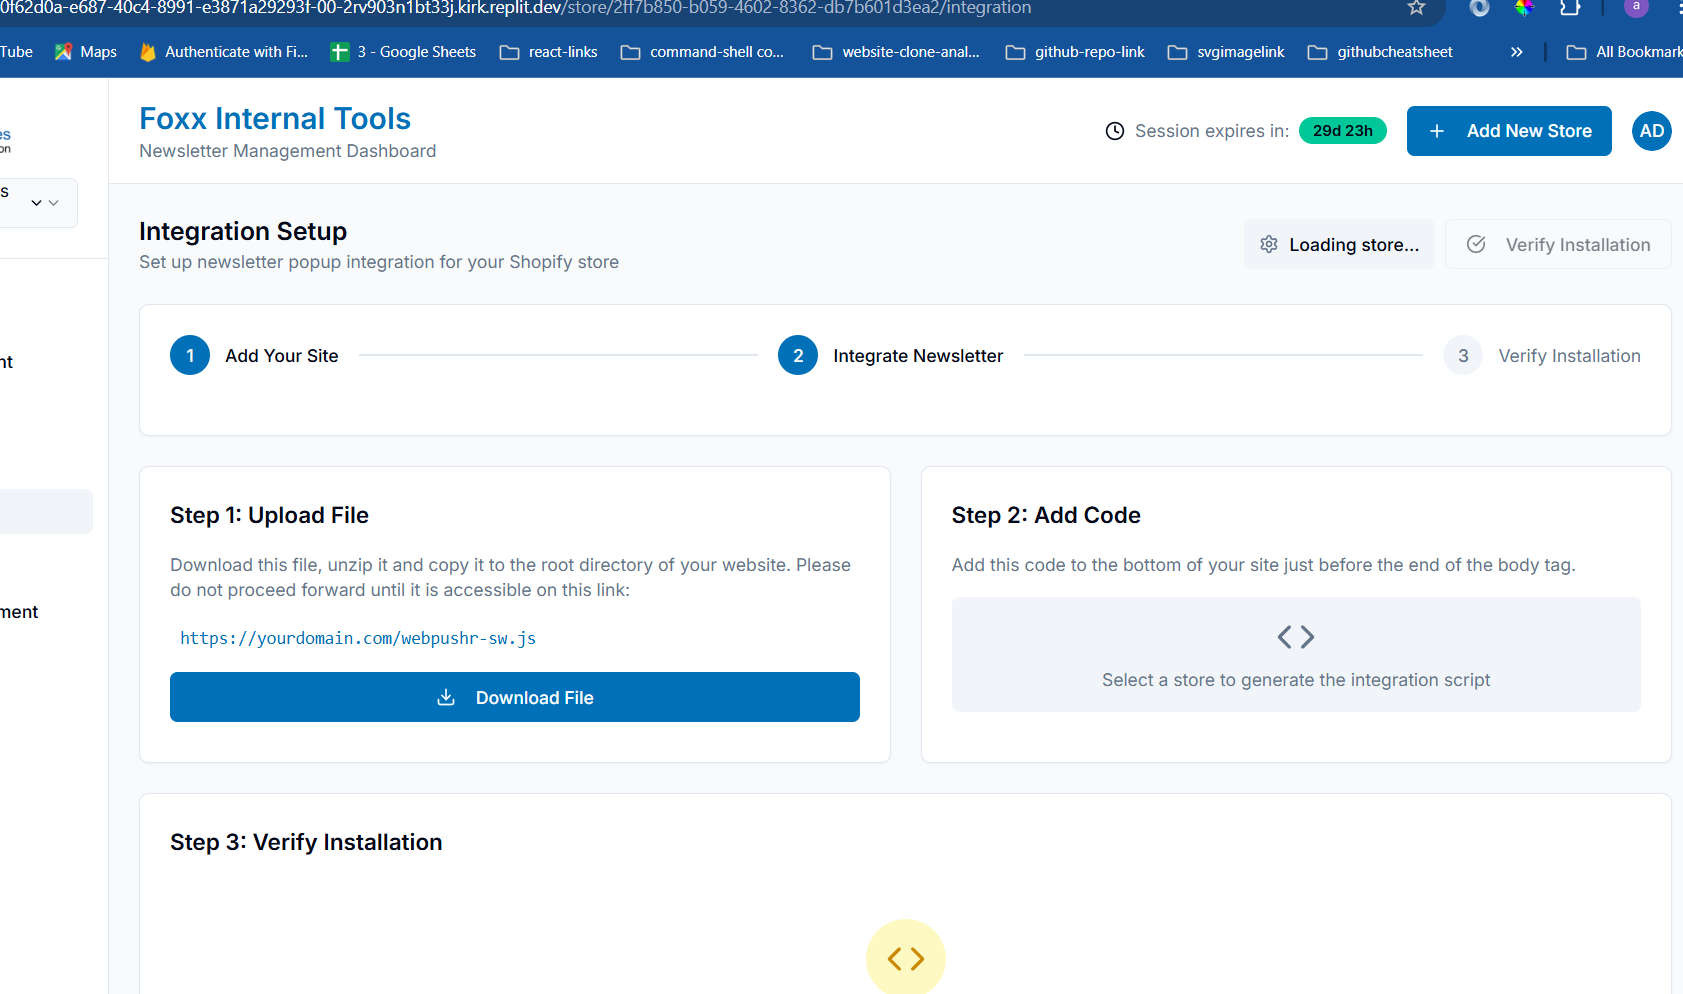 0f62d0a-e687-40c4-8991-e3871a29293f-00-2rv903n1bt33j.kirk.replit.dev/store/2ff7b850-b059-4602-8362-db7b601d3ea2/integration
a
Tube Maps Authenticate with Fi... 3 - Google Sheets react-links command-shell co... website-clone-anal... github-repo-link svgimagelink githubcheatsheet » All Bookmark
es
on
s
nt
ment
Foxx Internal Tools
Newsletter Management Dashboard
Session expires in: 29d 23h
+ Add New Store
AD
Integration Setup
Set up newsletter popup integration for your Shopify store
Loading store...
Verify Installation
1 Add Your Site
2 Integrate Newsletter
3 Verify Installation
Step 1: Upload File
Download this file, unzip it and copy it to the root directory of your website. Please
do not proceed forward until it is accessible on this link:
https://yourdomain.com/webpushr-sw.js
Download File
Step 2: Add Code
Add this code to the bottom of your site just before the end of the body tag.
Select a store to generate the integration script
Step 3: Verify Installation